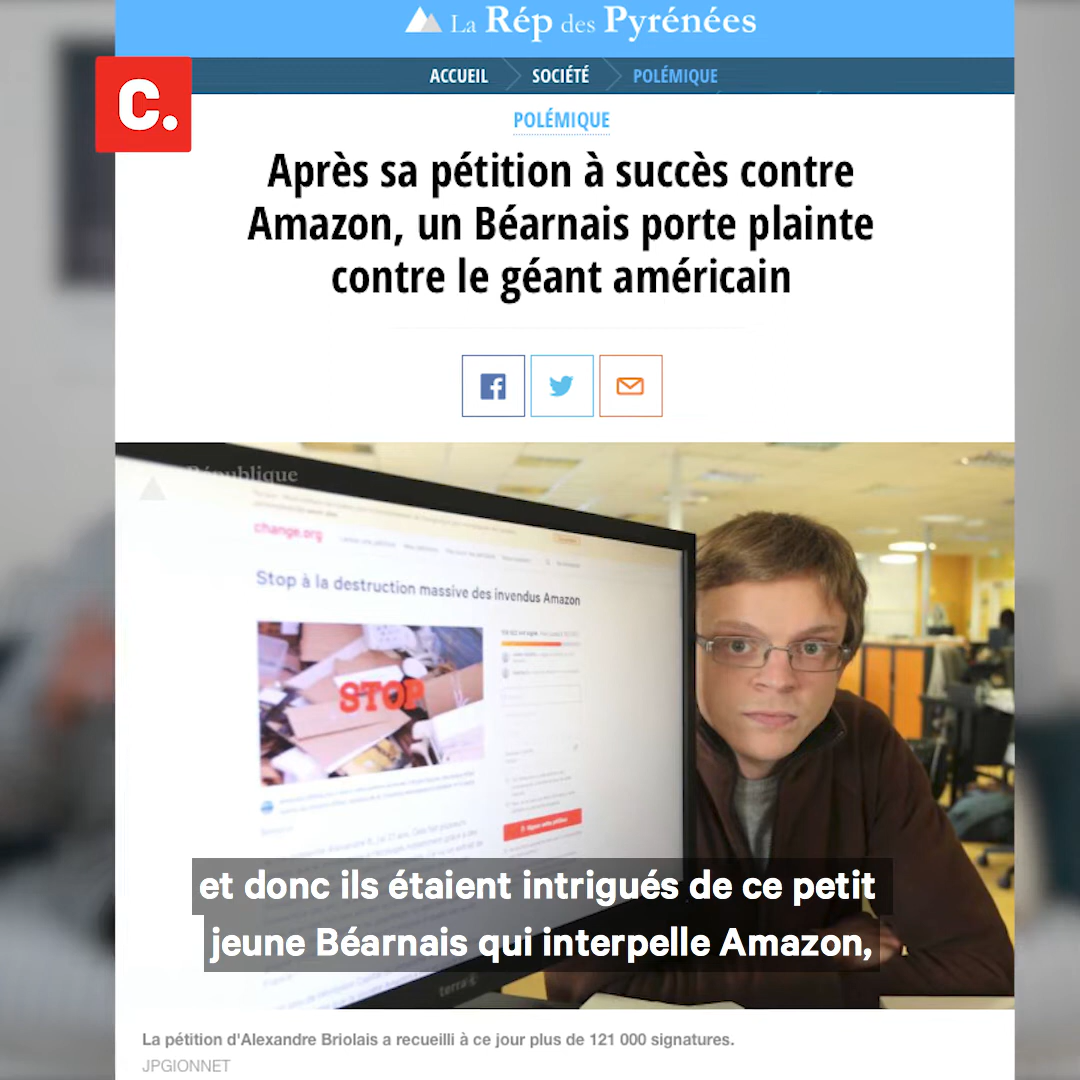 La Rép des Pyrénées
ACCUEIL SOCIÉTÉ POLÉMIQUE
C.
POLÉMIQUE
Après sa pétition à succès contre
Amazon, un Béarnais porte plainte
contre le géant américain
République
change.org
Stop à la destruction massive des invendus Amazon
STOP
et donc ils étaient intrigués de ce petit
jeune Béarnais qui interpelle Amazon,
terra
La pétition d'Alexandre Briolais a recueilli à ce jour plus de 121 000 signatures.
JPGIONNET